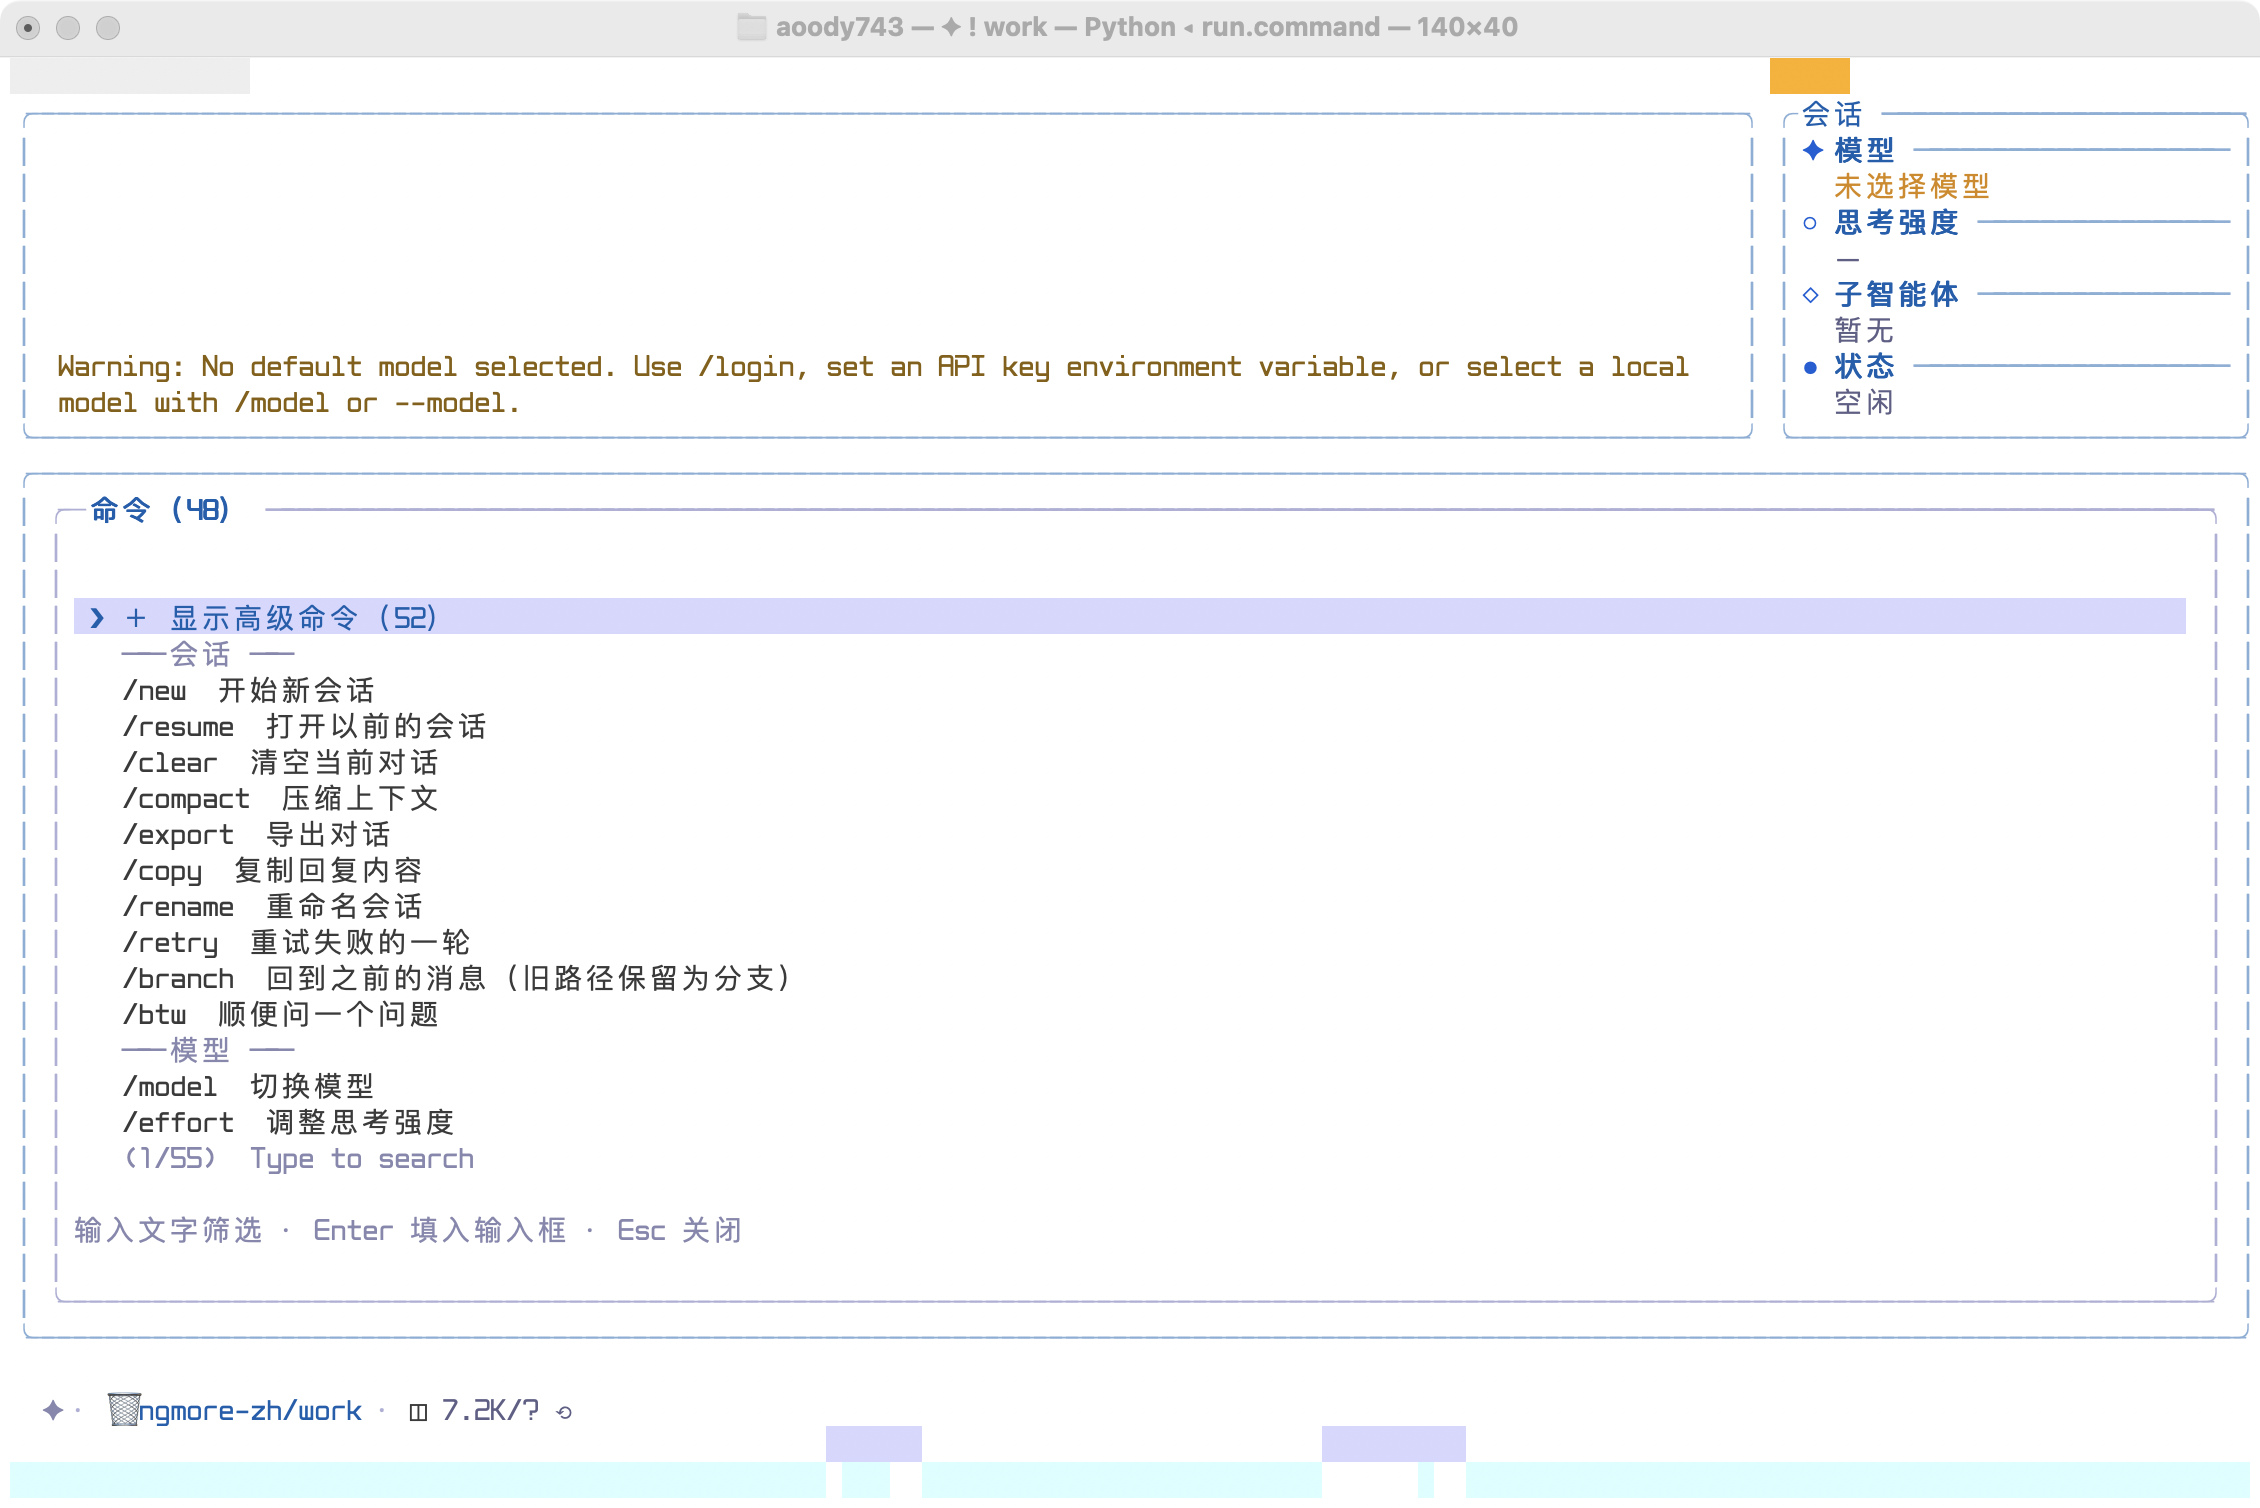 aoody743 — ✦ ! work — Python ◂ run.command — 140×40
会话
✦ 模型
未选择模型
○ 思考强度
—
◇ 子智能体
暂无
● 状态
空闲
Warning: No default model selected. Use /login, set an API key environment variable, or select a local
model with /model or --model.
命令 (48)
❯ + 显示高级命令 (52)
── 会话 ──
/new 开始新会话
/resume 打开以前的会话
/clear 清空当前对话
/compact 压缩上下文
/export 导出对话
/copy 复制回复内容
/rename 重命名会话
/retry 重试失败的一轮
/branch 回到之前的消息（旧路径保留为分支）
/btw 顺便问一个问题
── 模型 ──
/model 切换模型
/effort 调整思考强度
(1/55) Type to search
输入文字筛选 · Enter 填入输入框 · Esc 关闭
✦ · 🗑ngmore-zh/work · ◫ 7.2K/? ⟲